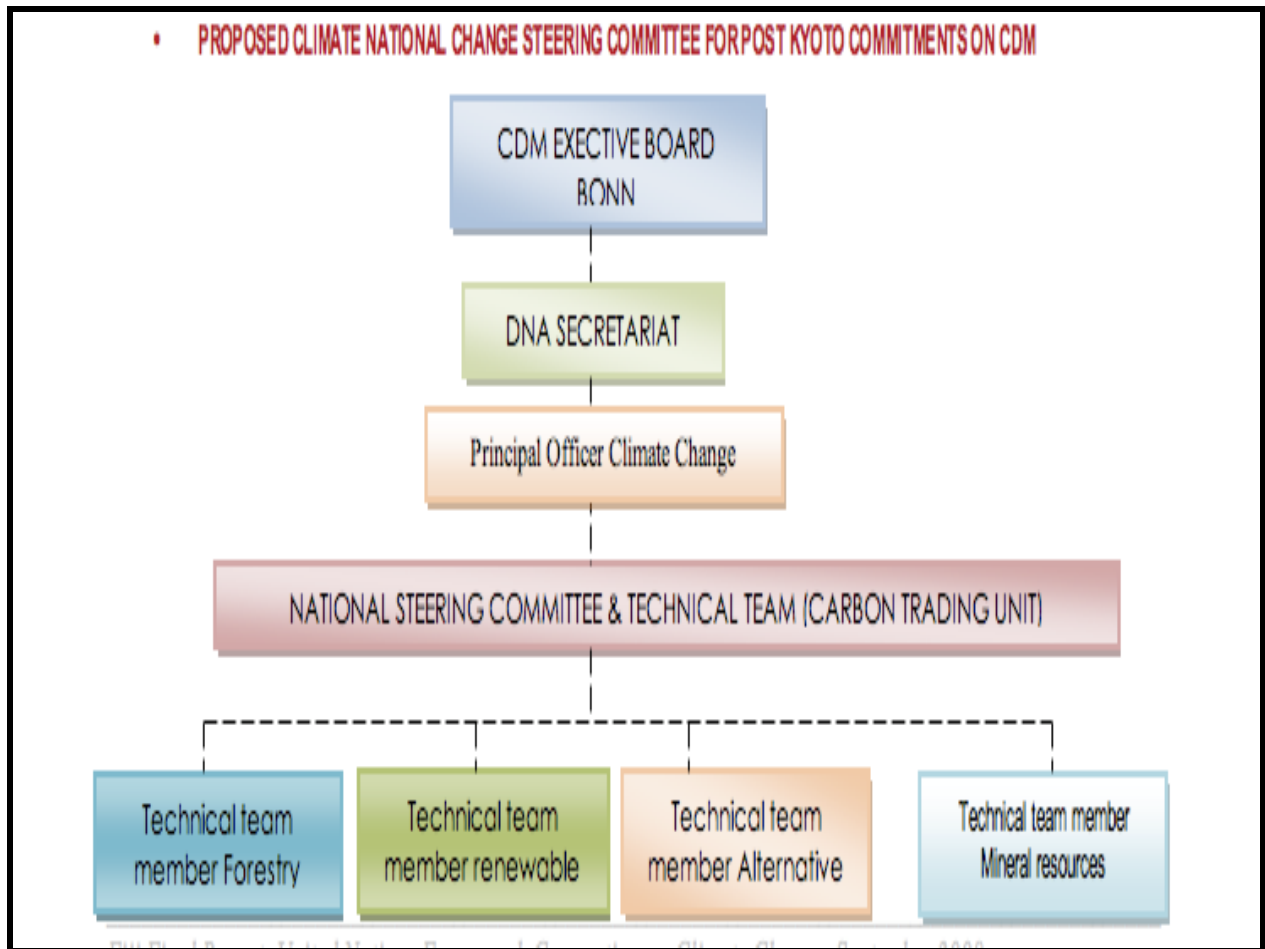 • PROPOSED CLIMATE NATIONAL CHANGE STEERING COMMITTEE FOR POST KYOTO COMMITMENTS ON CDM
CDM EXECTIVE BOARD
BONN
DNA SECRETARIAT
Principal Officer Climate Change
NATIONAL STEERING COMMITTEE & TECHNICAL TEAM (CARBON TRADING UNIT)
Technical team
member Forestry
Technical team
member renewable
Technical team
member Alternative
Technical team member
Mineral resources